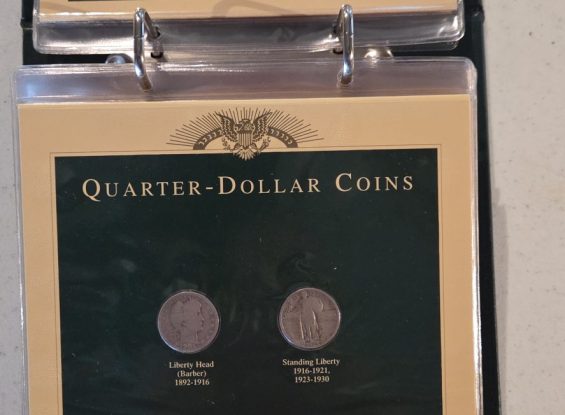 QUARTER-DOLLAR COINS
Liberty Head
(Barber)
1892-1916
Standing Liberty
1916-1921,
1923-1930